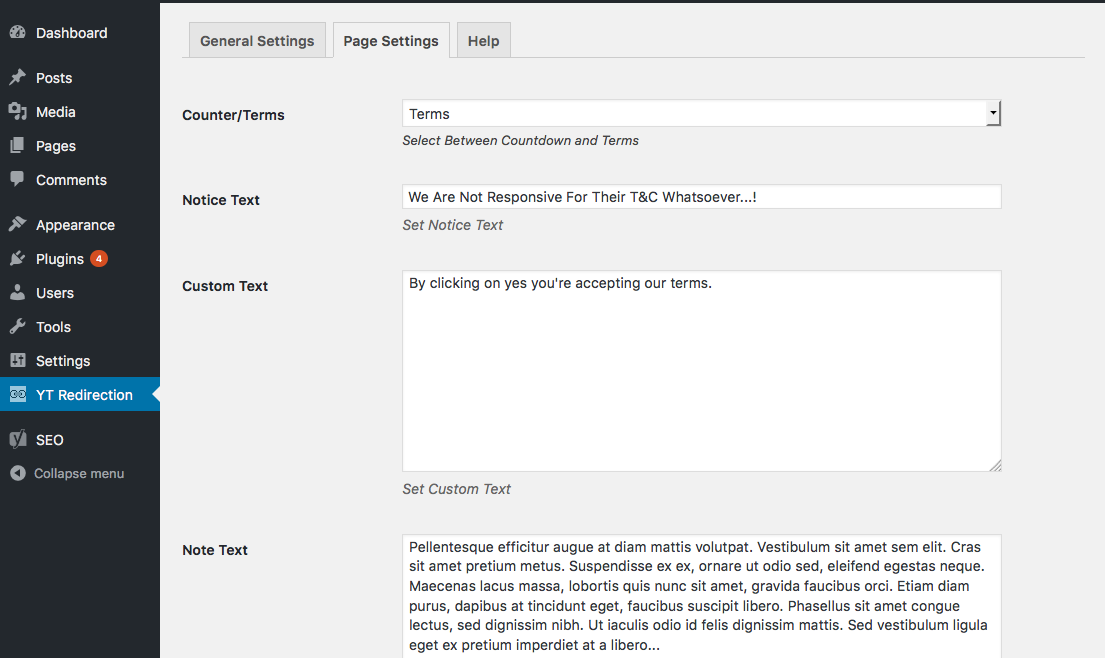 Dashboard
Posts
Media
Pages
Comments
Appearance
Plugins 4
Users
Tools
Settings
YT Redirection
SEO
Collapse menu
General Settings Page Settings Help
Counter/Terms
Terms
Select Between Countdown and Terms
Notice Text
We Are Not Responsive For Their T&C Whatsoever...!
Set Notice Text
Custom Text
By clicking on yes you're accepting our terms.
Set Custom Text
Note Text
Pellentesque efficitur augue at diam mattis volutpat. Vestibulum sit amet sem elit. Cras
sit amet pretium metus. Suspendisse ex ex, ornare ut odio sed, eleifend egestas neque.
Maecenas lacus massa, lobortis quis nunc sit amet, gravida faucibus orci. Etiam diam
purus, dapibus at tincidunt eget, faucibus suscipit libero. Phasellus sit amet congue
lectus, sed dignissim nibh. Ut iaculis odio id felis dignissim mattis. Sed vestibulum ligula
eget ex pretium imperdiet at a libero...